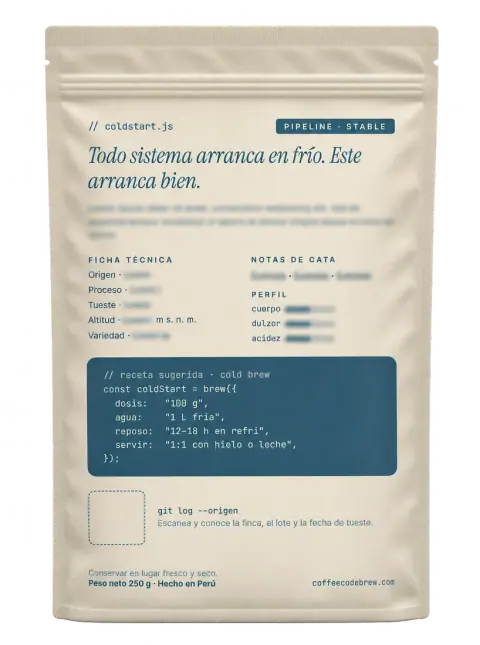 // coldstart.js
PIPELINE · STABLE
Todo sistema arranca en frío. Este
arranca bien.
FICHA TÉCNICA
Origen ·
Proceso ·
Tueste ·
Altitud · m s. n. m.
Variedad ·
NOTAS DE CATA
PERFIL
cuerpo
dulzor
acidez
// receta sugerida · cold brew
const coldStart = brew({
dosis: "100 g",
agua: "1 L fría",
reposo: "12–18 h en refri",
servir: "1:1 con hielo o leche",
});
git log --origen
Escanea y conoce la finca, el lote y la fecha de tueste.
Conservar en lugar fresco y seco.
Peso neto 250 g · Hecho en Perú
coffeecodebrew.com